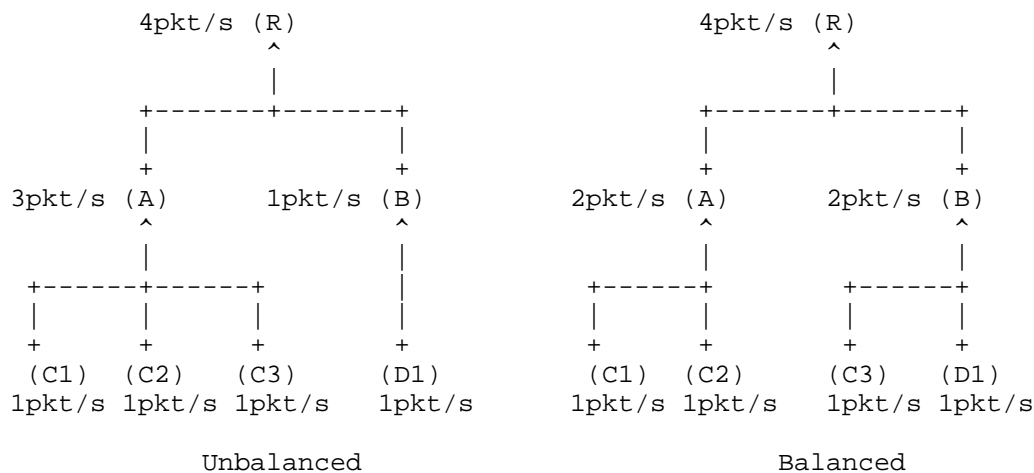 4pkt/s (R) 4pkt/s (R)
3pkt/s (A) 1pkt/s (B) 2pkt/s (A) 2pkt/s (B)
(C1) (C2) (C3) (D1) (C1) (C2) (C3) (D1)
1pkt/s 1pkt/s 1pkt/s 1pkt/s 1pkt/s 1pkt/s 1pkt/s 1pkt/s
Unbalanced Balanced